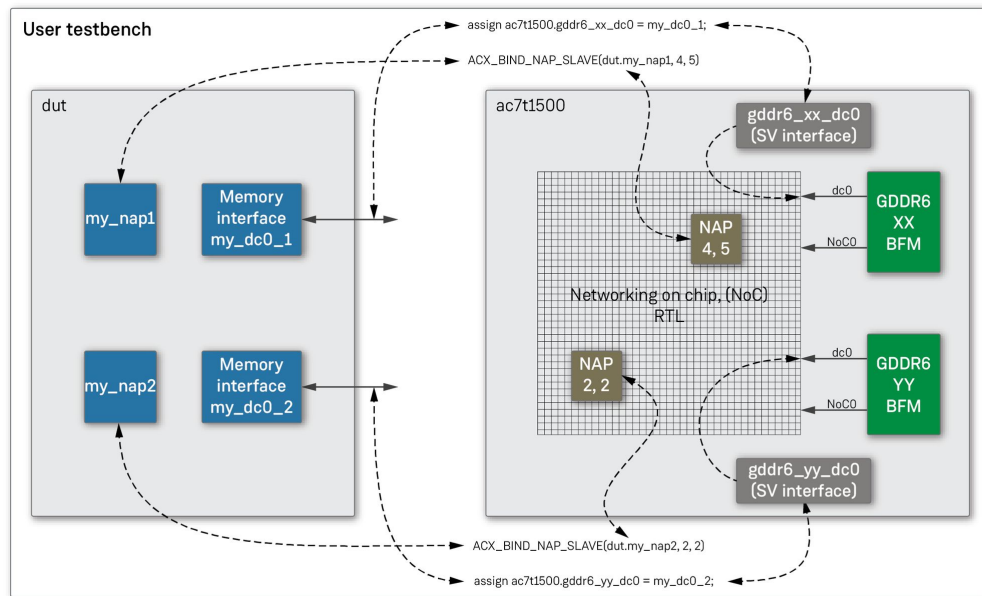 User testbench
assign ac7t1500.gddr6_xx_dc0 = my_dc0_1;
ACX_BIND_NAP_SLAVE(dut.my_nap1, 4, 5)
dut
my_nap1
Memory
interface
my_dc0_1
my_nap2
Memory
interface
my_dc0_2
ac7t1500
gddr6_xx_dc0
(SV interface)
dc0
NoC0
GDDR6
XX
BFM
NAP
4, 5
Networking on chip, (NoC)
RTL
NAP
2, 2
dc0
NoC0
GDDR6
YY
BFM
gddr6_yy_dc0
(SV interface)
ACX_BIND_NAP_SLAVE(dut.my_nap2, 2, 2)
assign ac7t1500.gddr6_yy_dc0 = my_dc0_2;